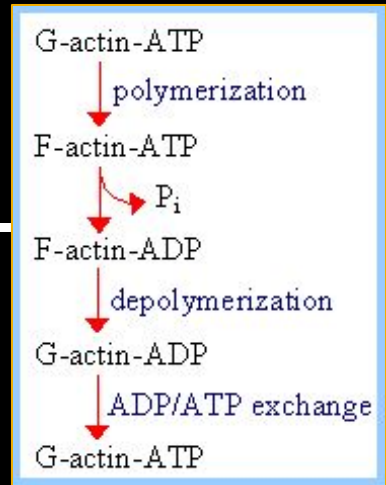 G-actin-ATP
polymerization
F-actin-ATP
Pi
F-actin-ADP
depolymerization
G-actin-ADP
ADP/ATP exchange
G-actin-ATP